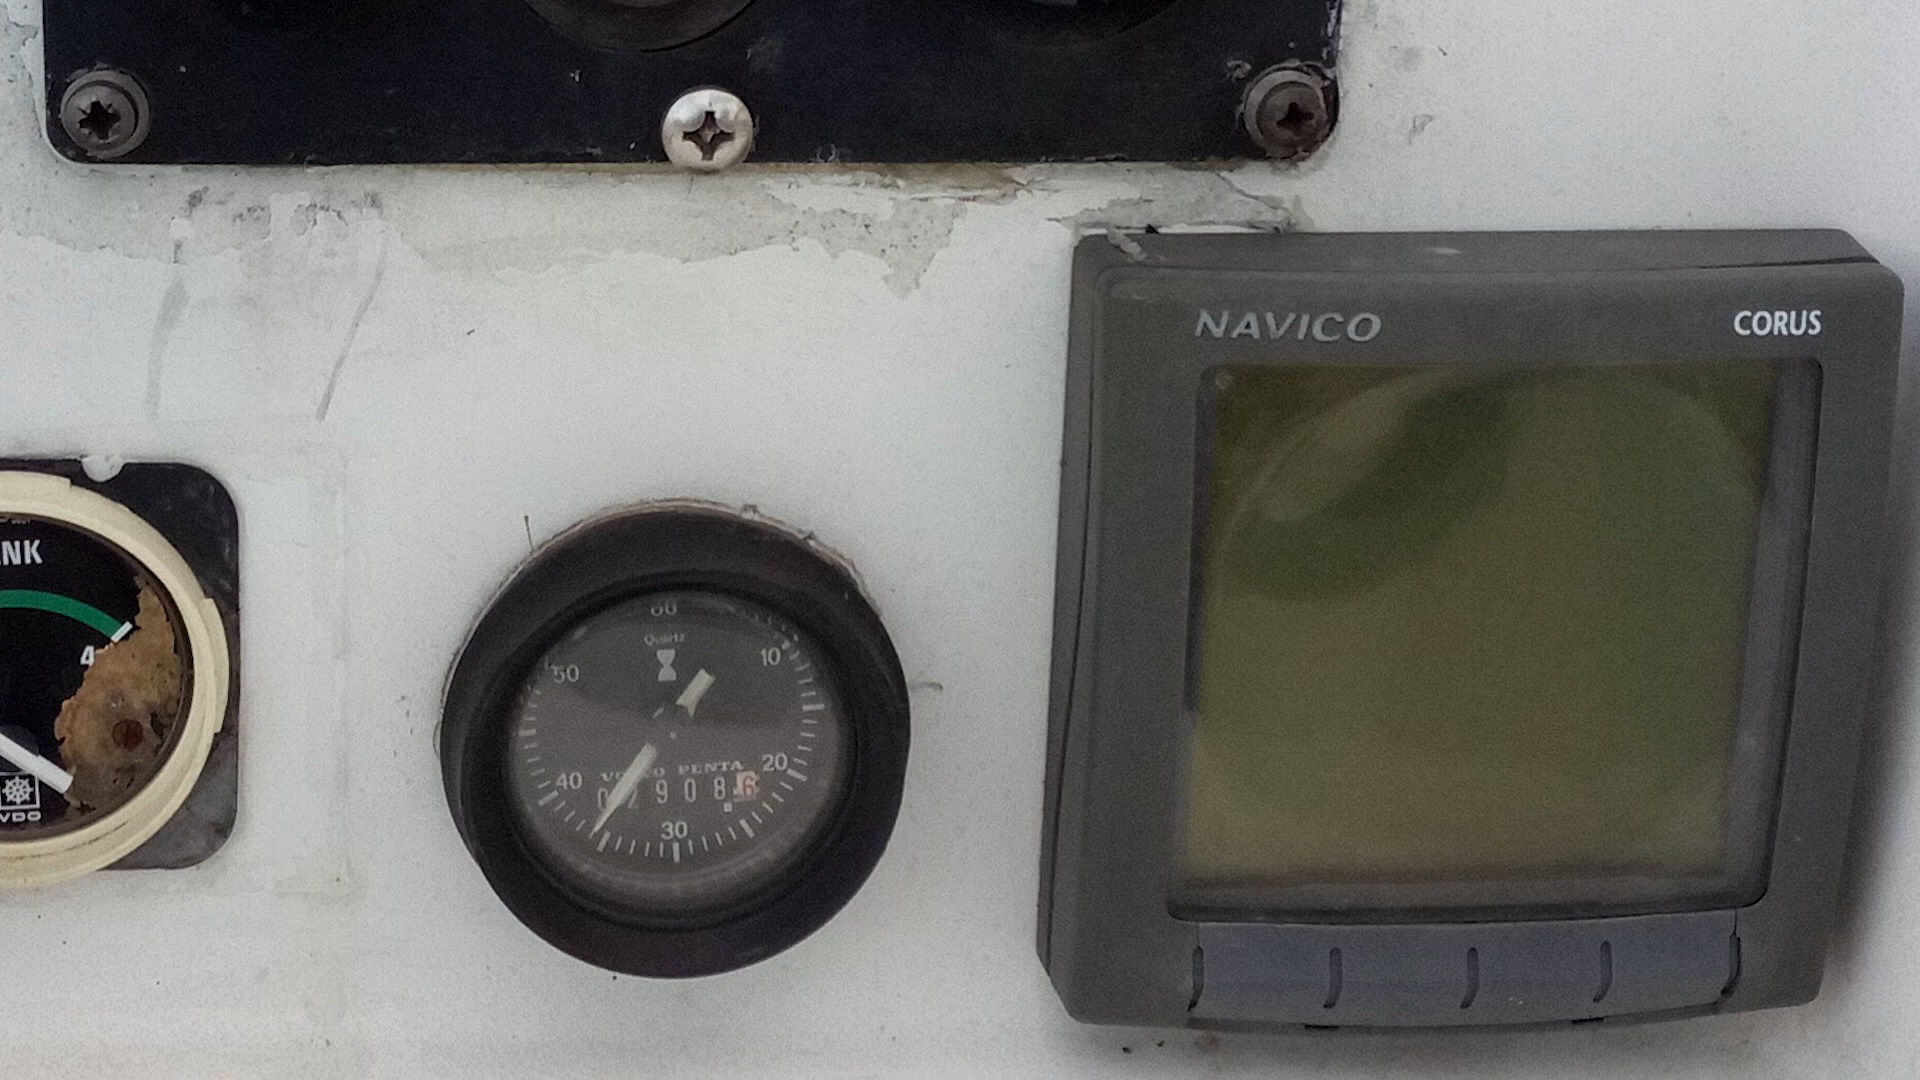 NAVICO CORUS
NK
4
VDO
60
Quartz
50 10
40 20
VOLVO PENTA
02908.6
30